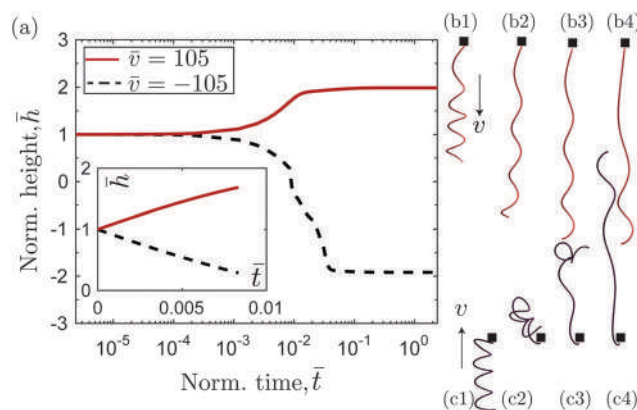 (a)
3
2
1
0
-1
-2
-3
Norm. height, h̄
v̄ = 105
v̄ = −105
2
1
0
h̄
0
0.005
0.01
t̄
10⁻⁵
10⁻⁴
10⁻³
10⁻²
10⁻¹
10⁰
Norm. time, t̄
(b1)
(b2)
(b3)
(b4)
v
v
(c1)
(c2)
(c3)
(c4)